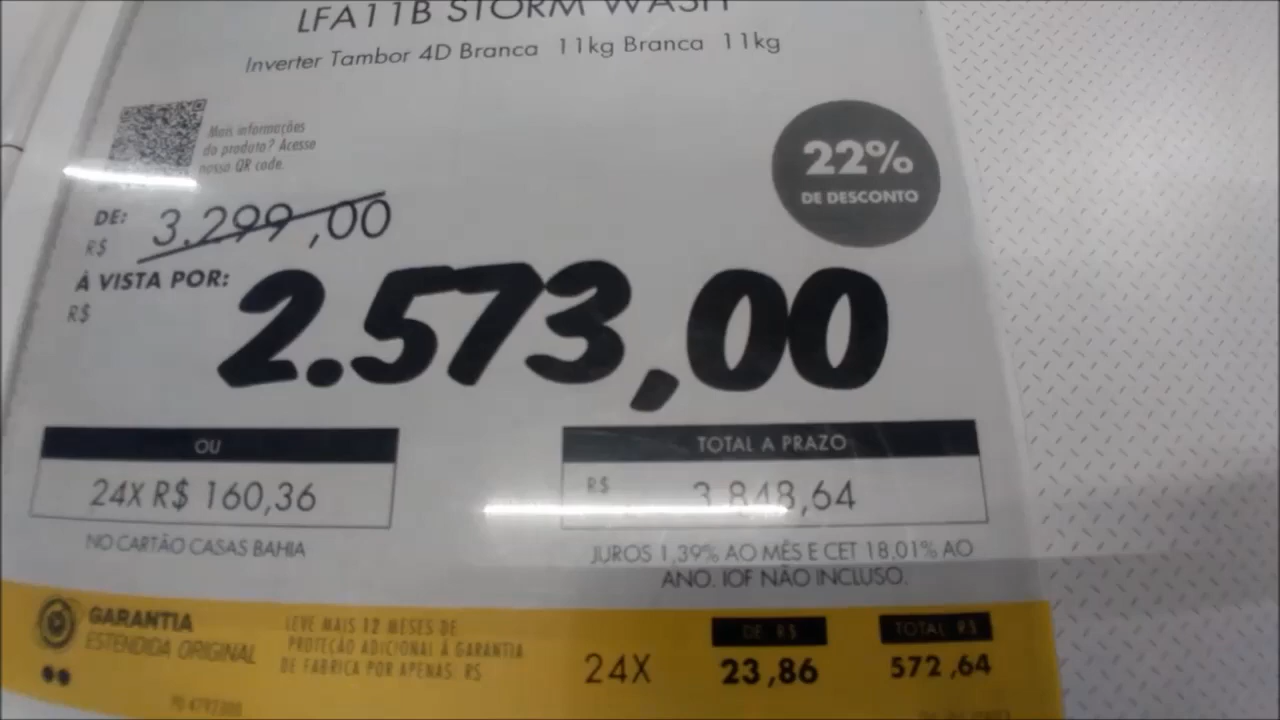 LFA11B STORM WASH
Inverter Tambor 4D Branca 11kg Branca 11kg
Mais informações
do produto? Acesse
nosso QR code.
22%
DE DESCONTO
DE:
R$ 3.299,00
À VISTA POR:
R$ 2.573,00
OU
24X R$ 160,36
NO CARTÃO CASAS BAHIA
TOTAL A PRAZO
R$ 3.848,64
JUROS 1,39% AO MÊS E CET 18.01% AO
ANO. IOF NÃO INCLUSO.
GARANTIA
ESTENDIDA ORIGINAL
LEVE MAIS 12 MESES DE
PROTEÇÃO ADICIONAL À GARANTIA
DE FABRICA POR APENAS. RS
24X
DE R$
23,86
TOTAL R$
572,64